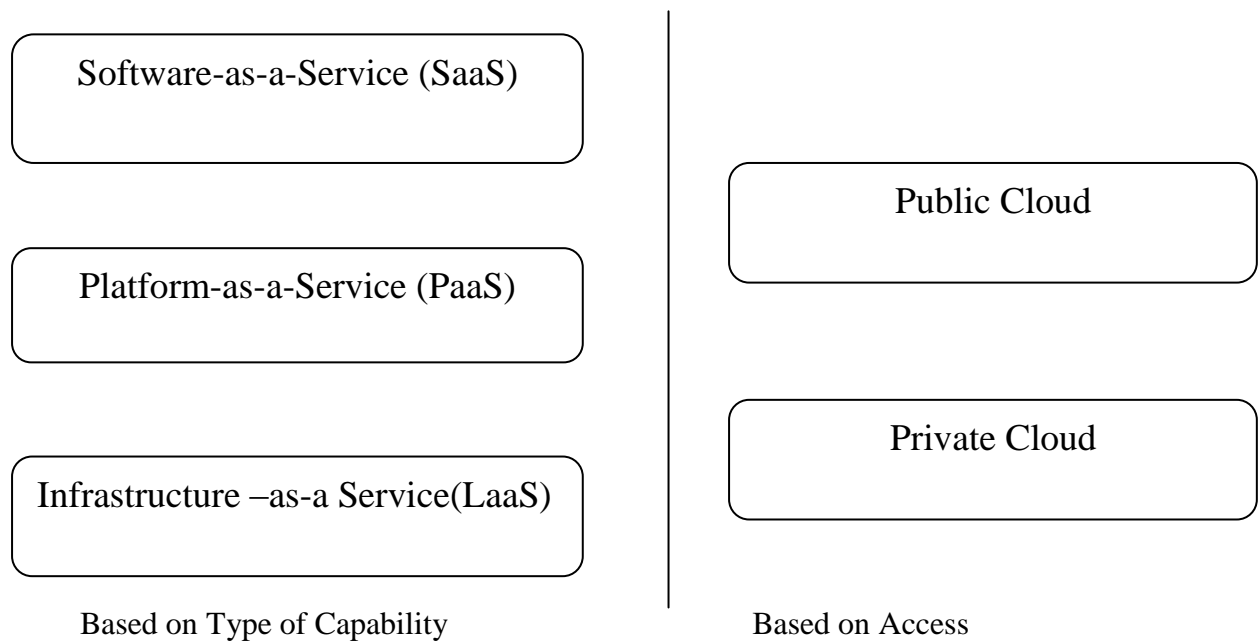 Software-as-a-Service (SaaS)
Platform-as-a-Service (PaaS)
Infrastructure –as-a Service(LaaS)
Based on Type of Capability
Public Cloud
Private Cloud
Based on Access